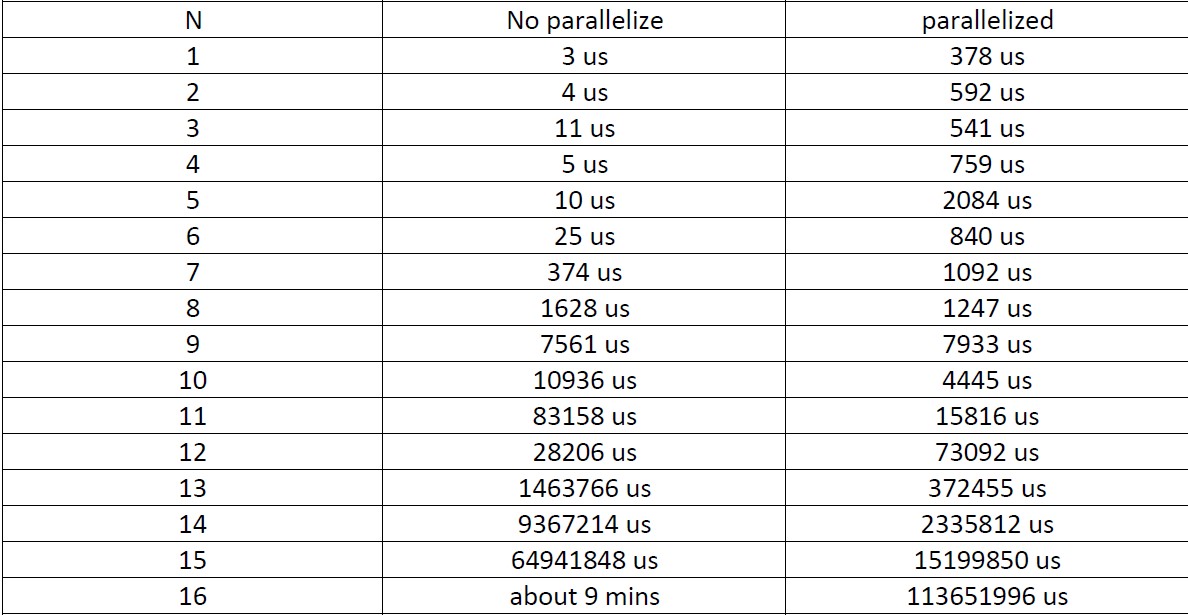 N No parallelize parallelized
1 3 us 378 us
2 4 us 592 us
3 11 us 541 us
4 5 us 759 us
5 10 us 2084 us
6 25 us 840 us
7 374 us 1092 us
8 1628 us 1247 us
9 7561 us 7933 us
10 10936 us 4445 us
11 83158 us 15816 us
12 28206 us 73092 us
13 1463766 us 372455 us
14 9367214 us 2335812 us
15 64941848 us 15199850 us
16 about 9 mins 113651996 us